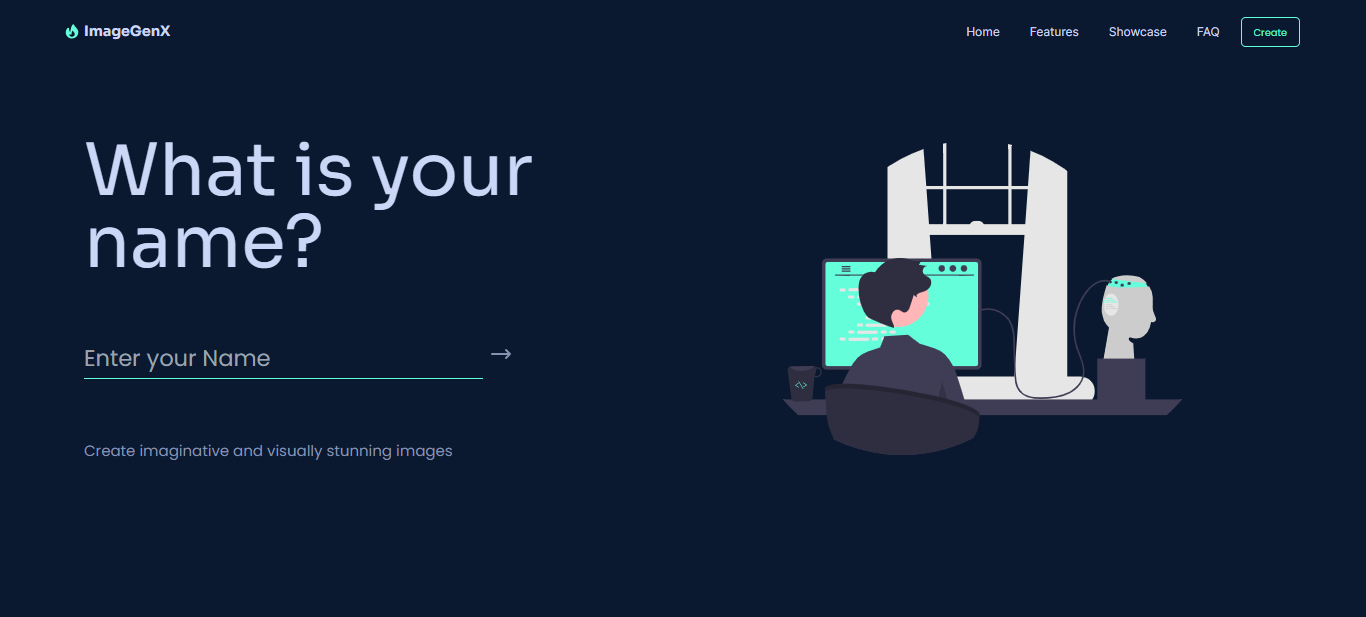 ImageGenX
Home Features Showcase FAQ Create
What is your
name?
Enter your Name →
Create imaginative and visually stunning images
<\>